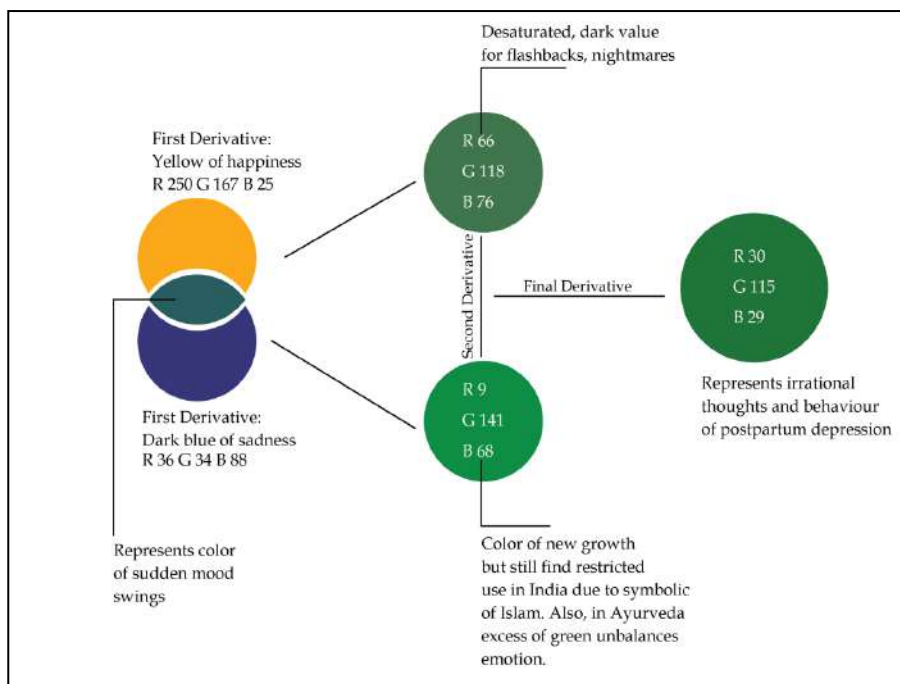 Desaturated, dark value
for flashbacks, nightmares
First Derivative:
Yellow of happiness
R 250 G 167 B 25
R 66
G 118
B 76
Second Derivative
Final Derivative
R 30
G 115
B 29
Represents irrational
thoughts and behaviour
of postpartum depression
R 9
G 141
B 68
First Derivative:
Dark blue of sadness
R 36 G 34 B 88
Represents color
of sudden mood
swings
Color of new growth
but still find restricted
use in India due to symbolic
of Islam. Also, in Ayurveda
excess of green unbalances
emotion.